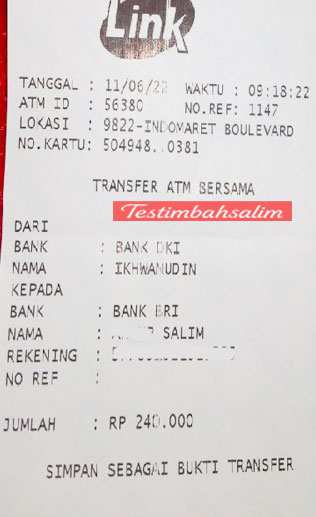 Link
TANGGAL : 11/06/22 WAKTU : 09:18:22
ATM ID : 56380 NO.REF: 1147
LOKASI : 9822-INDOMARET BOULEVARD
NO.KARTU: 504948..0381
TRANSFER ATM BERSAMA
Testimbahsalim
DARI
BANK : BANK DKI
NAMA : IKHWANUDIN
KEPADA
BANK : BANK BRI
NAMA : SALIM
REKENING :
NO REF :
JUMLAH : RP 240.000
SIMPAN SEBAGAI BUKTI TRANSFER